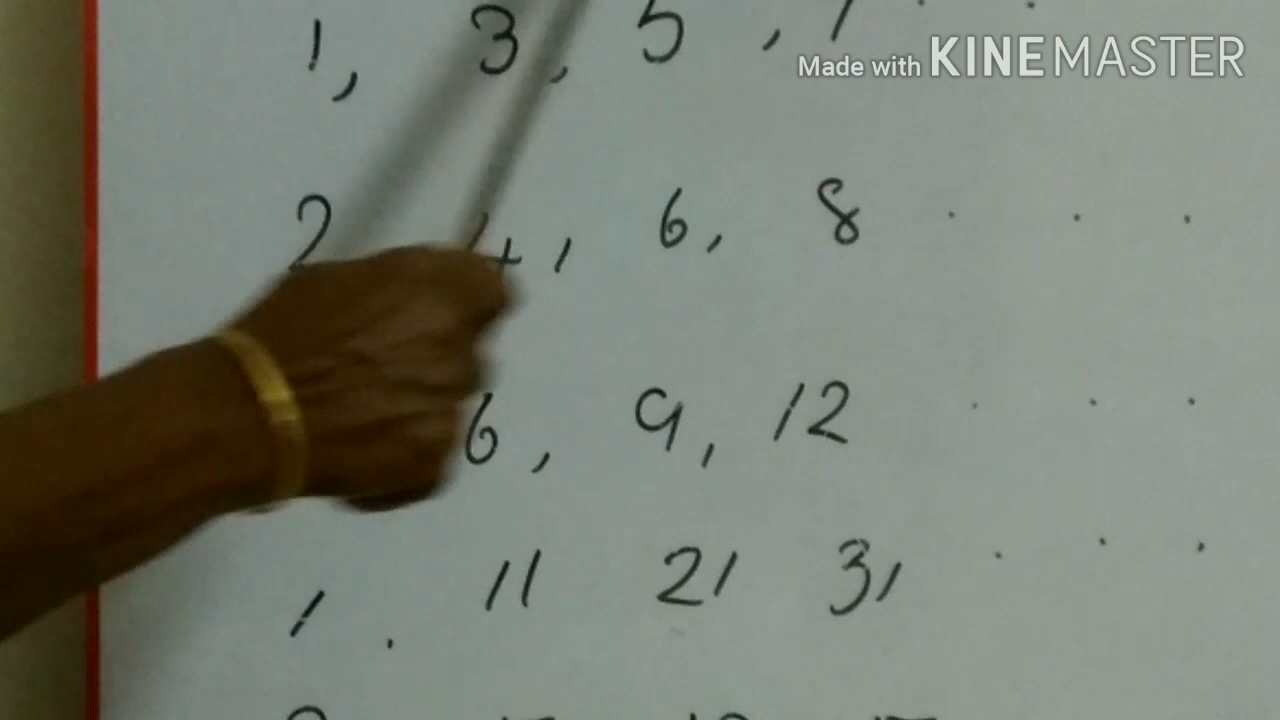 1, 3, 5, 7 . .
Made with KINEMASTER
2 4, 6, 8 . . .
6, 9, 12 . . .
1 . 11 21 31 . . .